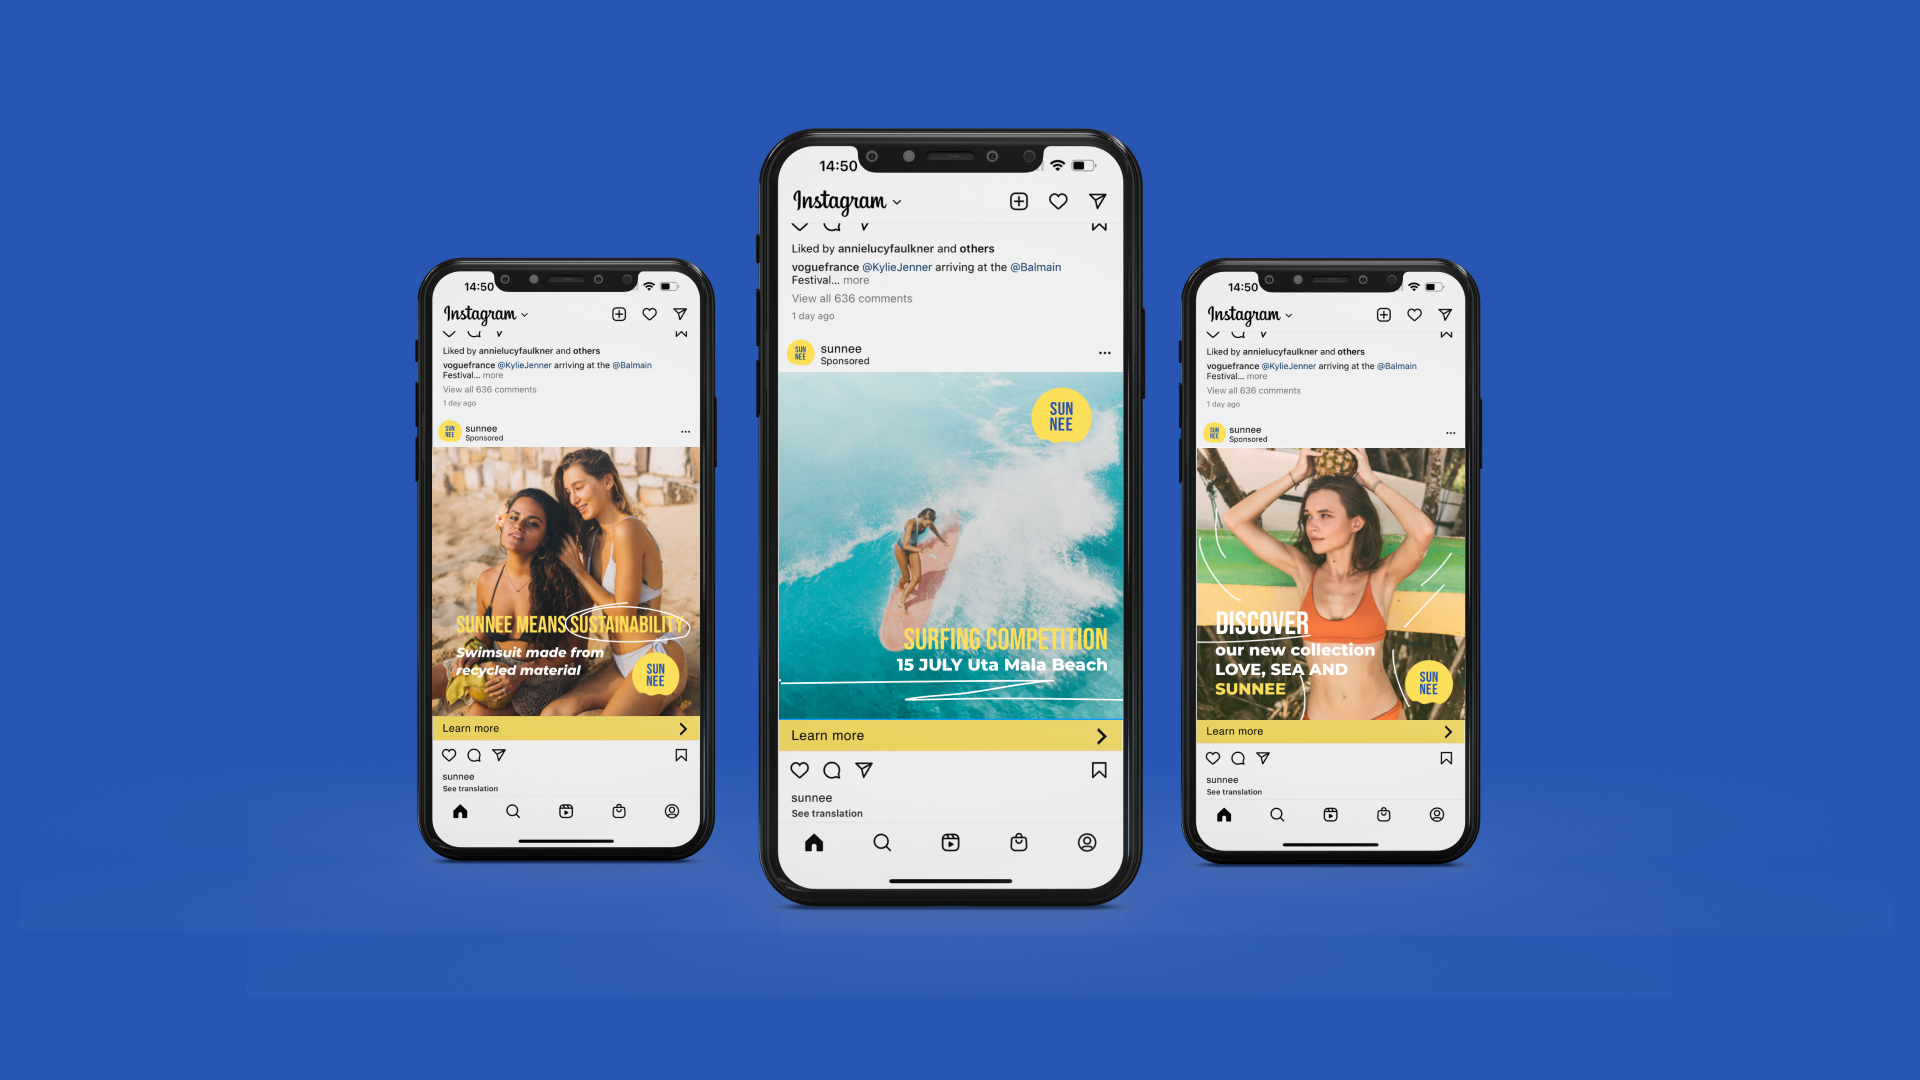 14:50
Instagram
Liked by annielucyfaulkner and others
voguefrance @KylieJenner arriving at the @Balmain
Festival... more
View all 636 comments
1 day ago
SUN
NEE
sunnee
Sponsored
SUNNEE MEANS SUSTAINABILITY
Swimsuit made from
recycled material
SUN
NEE
Learn more
sunnee
See translation
14:50
Instagram
Liked by annielucyfaulkner and others
voguefrance @KylieJenner arriving at the @Balmain
Festival... more
View all 636 comments
1 day ago
SUN
NEE
sunnee
Sponsored
SUN
NEE
SURFING COMPETITION
15 JULY Uta Mala Beach
Learn more
sunnee
See translation
14:50
Instagram
Liked by annielucyfaulkner and others
voguefrance @KylieJenner arriving at the @Balmain
Festival... more
View all 636 comments
1 day ago
SUN
NEE
sunnee
Sponsored
DISCOVER
our new collection
LOVE, SEA AND
SUNNEE
SUN
NEE
Learn more
sunnee
See translation